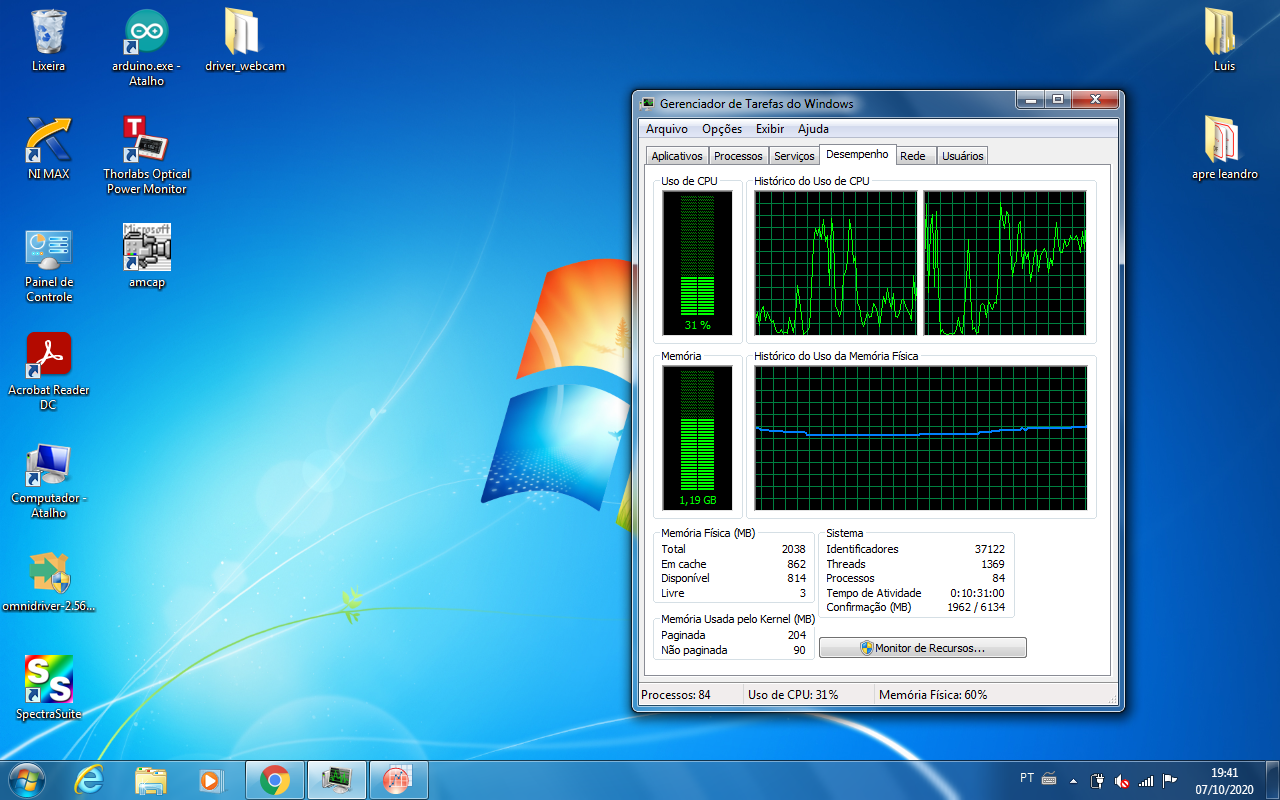 Lixeira
arduino.exe -
Atalho
driver_webcam
NI MAX
Thorlabs Optical
Power Monitor
Painel de
Controle
Microsoft
amcap
Acrobat Reader
DC
Computador -
Atalho
omnidriver-2.56...
SS
SpectraSuite
Luis
apre leandro
Gerenciador de Tarefas do Windows
Arquivo Opções Exibir Ajuda
Aplicativos Processos Serviços Desempenho Rede Usuários
Uso de CPU
Histórico do Uso de CPU
31 %
Memória
Histórico do Uso da Memória Física
1,19 GB
Memória Física (MB)
Total 2038
Em cache 862
Disponível 814
Livre 3
Memória Usada pelo Kernel (MB)
Paginada 204
Não paginada 90
Sistema
Identificadores 37122
Threads 1369
Processos 84
Tempo de Atividade 0:10:31:00
Confirmação (MB) 1962 / 6134
Monitor de Recursos...
Processos: 84 Uso de CPU: 31% Memória Física: 60%
PT
19:41
07/10/2020